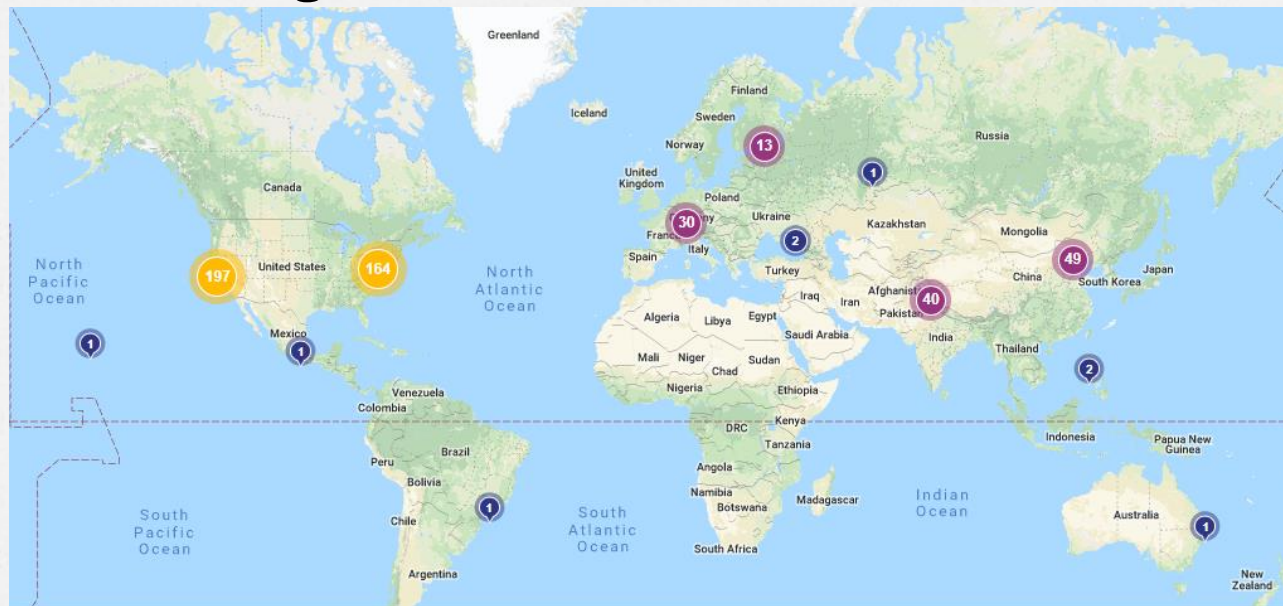 Greenland
Iceland
Finland
Sweden
Norway
13
Russia
1
Canada
United
Kingdom
Poland
30
Ukraine
Kazakhstan
Mongolia
France
Italy
2
Spain
Turkey
197
United States
164
49
China
South Korea
Japan
North
Pacific
Ocean
North
Atlantic
Ocean
Afghanistan
40
Iraq
Iran
Pakistan
Algeria
Libya
Egypt
Saudi Arabia
India
Mexico
1
1
Mali
Niger
Chad
Sudan
Thailand
2
Nigeria
Ethiopia
Venezuela
Colombia
DRC
Kenya
Tanzania
Indonesia
Papua New
Guinea
Brazil
Peru
Bolivia
Angola
Namibia
Botswana
Madagascar
Indian
Ocean
1
Chile
South
Pacific
Ocean
South
Atlantic
Ocean
South Africa
Australia
1
Argentina
New
Zealand